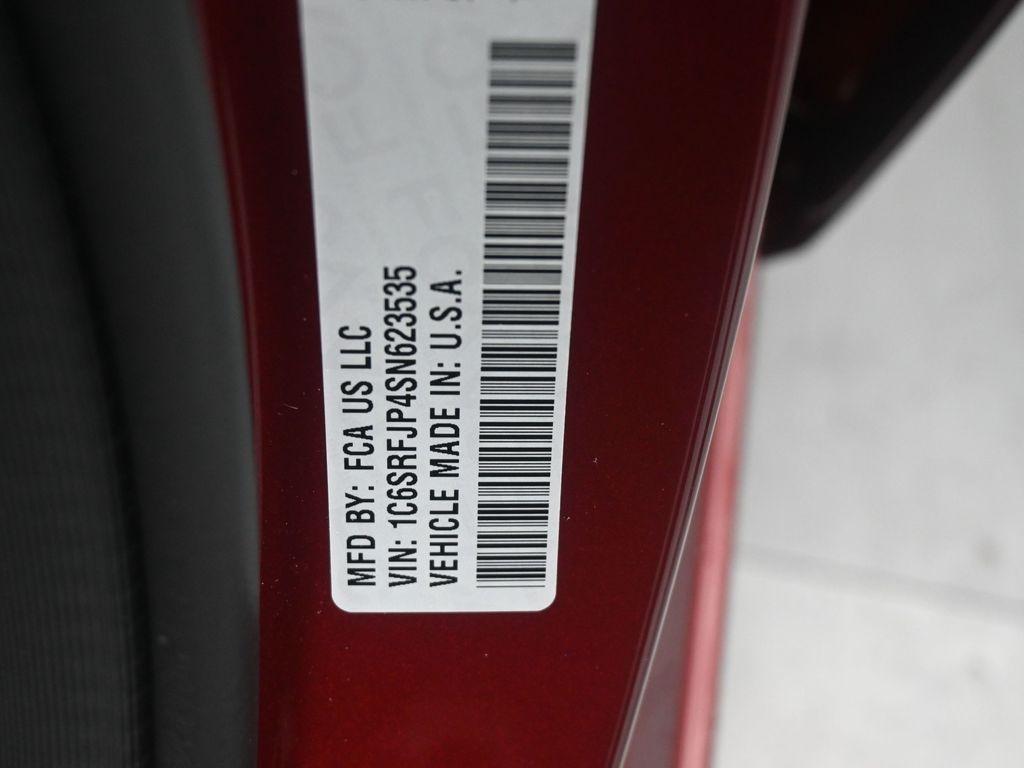 MFD BY: FCA US LLC
VIN: 1C6SRFJP4SN623535
VEHICLE MADE IN: U.S.A.